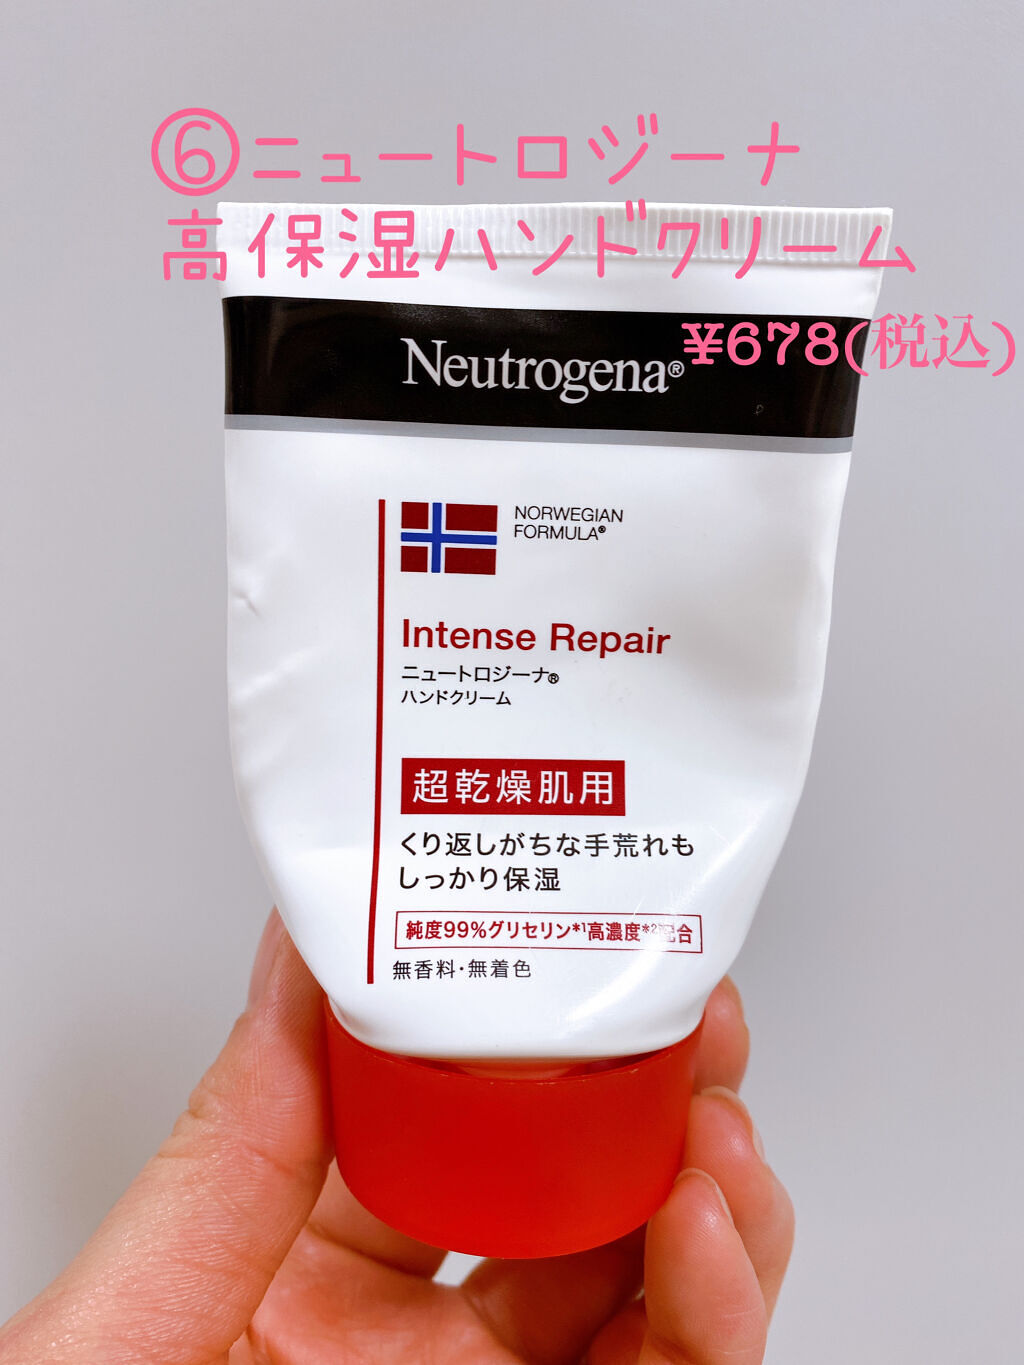 ⑥ニュートロジーナ
高保湿ハンドクリーム
¥678(税込)
Neutrogena®
NORWEGIAN
FORMULA®
Intense Repair
ニュートロジーナ®
ハンドクリーム
超乾燥肌用
くり返しがちな手荒れも
しっかり保湿
純度99%グリセリン*1高濃度*2配合
無香料・無着色